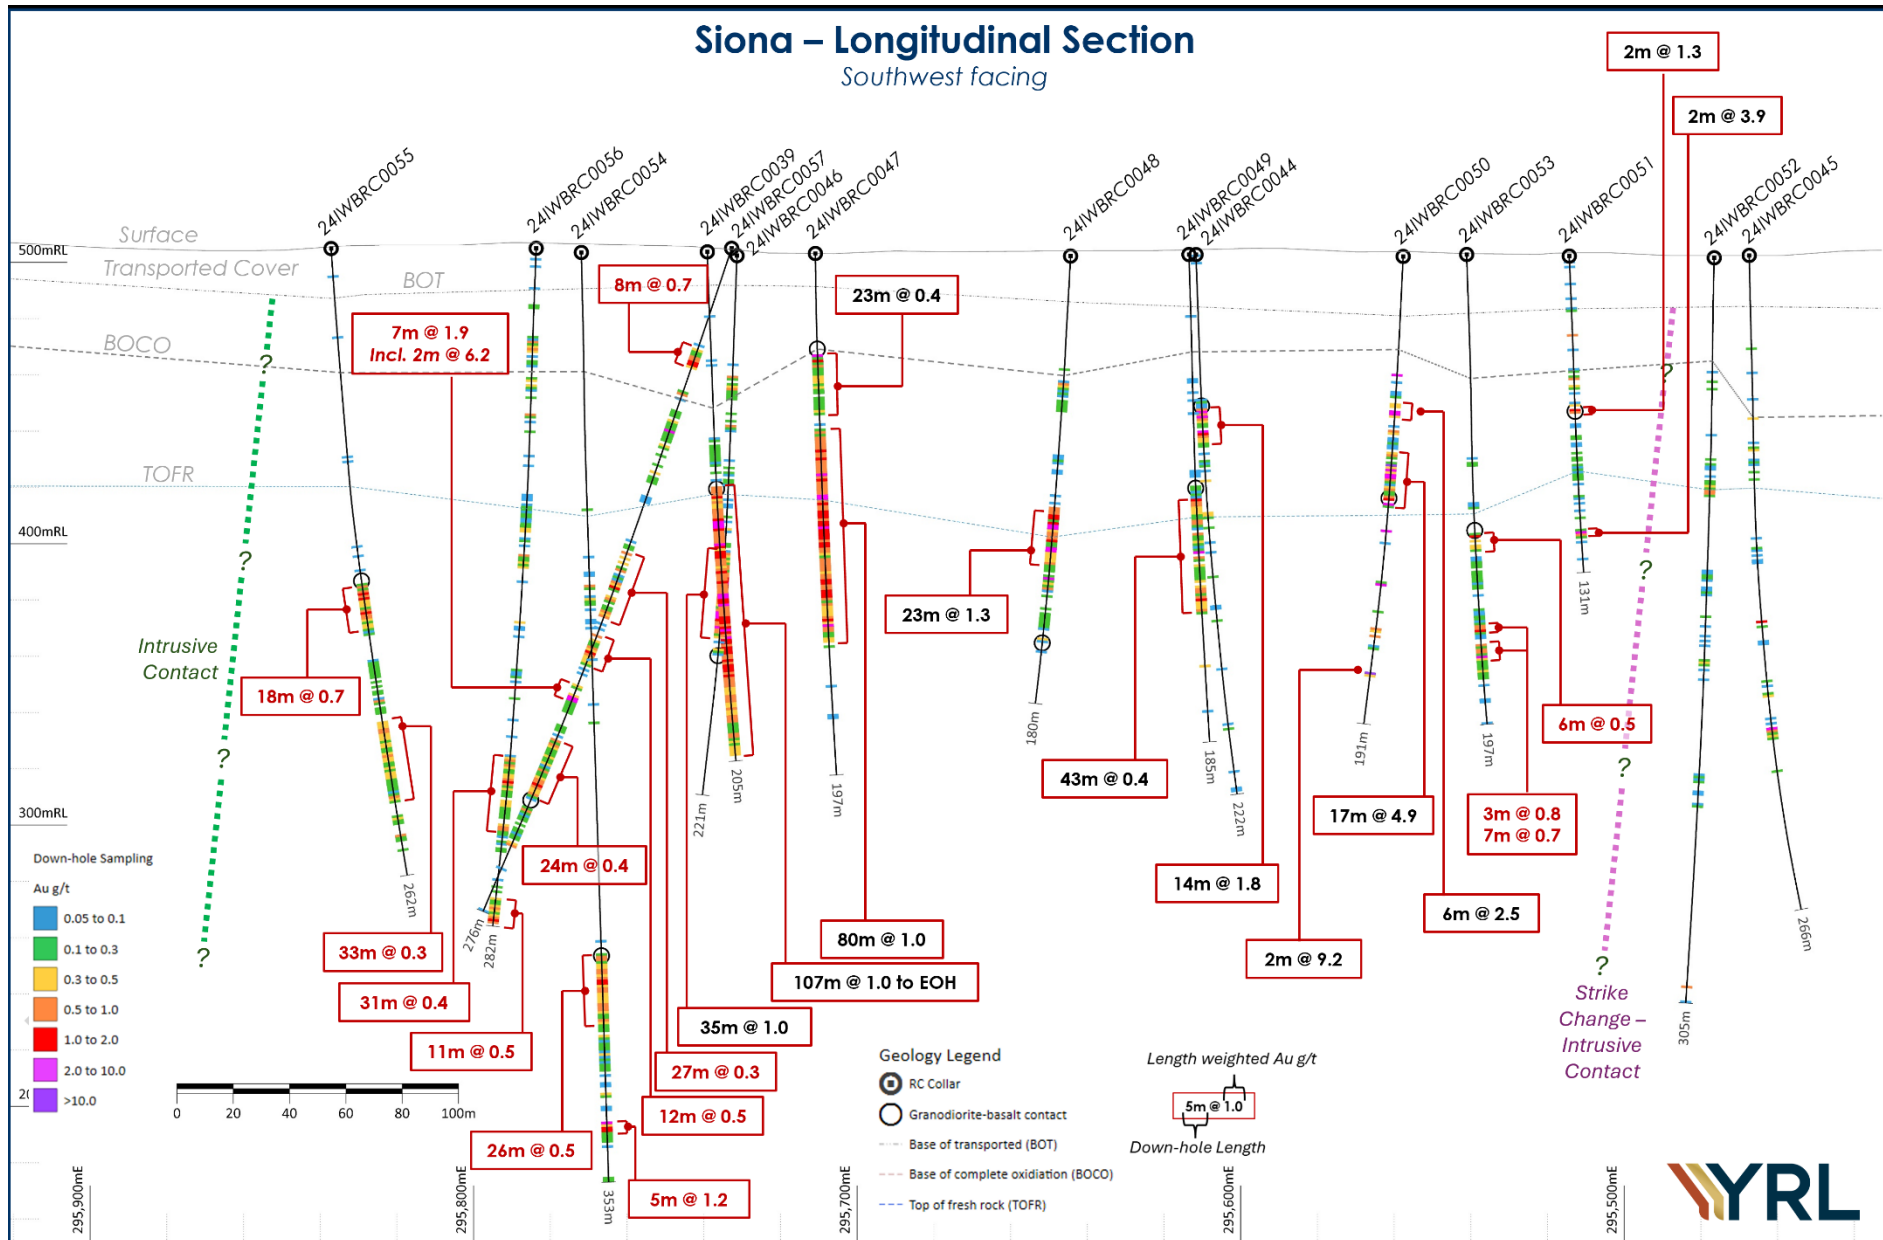 Siona – Longitudinal Section
Southwest facing
2m @ 1.3
2m @ 3.9
24IWBRC0055
24IWBRC0056
24IWBRC0054
24IWBRC0039
24IWBRC0057
24IWBRC0046
24IWBRC0047
24IWBRC0048
24IWBRC0049
24IWBRC0044
24IWBRC0050
24IWBRC0053
24IWBRC0051
24IWBRC0052
24IWBRC0045
Surface
500mRL
Transported Cover
BOT
8m @ 0.7
23m @ 0.4
7m @ 1.9
Incl. 2m @ 6.2
BOCO
?
?
TOFR
400mRL
?
?
131m
Intrusive
Contact
18m @ 0.7
23m @ 1.3
180m
185m
191m
197m
6m @ 0.5
?
?
43m @ 0.4
205m
221m
197m
222m
300mRL
17m @ 4.9
3m @ 0.8
7m @ 0.7
Down-hole Sampling
Au g/t
0.05 to 0.1
0.1 to 0.3
0.3 to 0.5
0.5 to 1.0
1.0 to 2.0
2.0 to 10.0
>10.0
24m @ 0.4
14m @ 1.8
6m @ 2.5
262m
276m
282m
266m
?
33m @ 0.3
80m @ 1.0
2m @ 9.2
?
31m @ 0.4
107m @ 1.0 to EOH
Strike
Change –
Intrusive
Contact
305m
35m @ 1.0
11m @ 0.5
27m @ 0.3
12m @ 0.5
26m @ 0.5
5m @ 1.2
353m
0 20 40 60 80 100m
Geology Legend
RC Collar
Granodiorite-basalt contact
Base of transported (BOT)
Base of complete oxidiation (BOCO)
Top of fresh rock (TOFR)
Length weighted Au g/t
5m @ 1.0
Down-hole Length
295,900mE
295,800mE
295,700mE
295,600mE
295,500mE
YRL